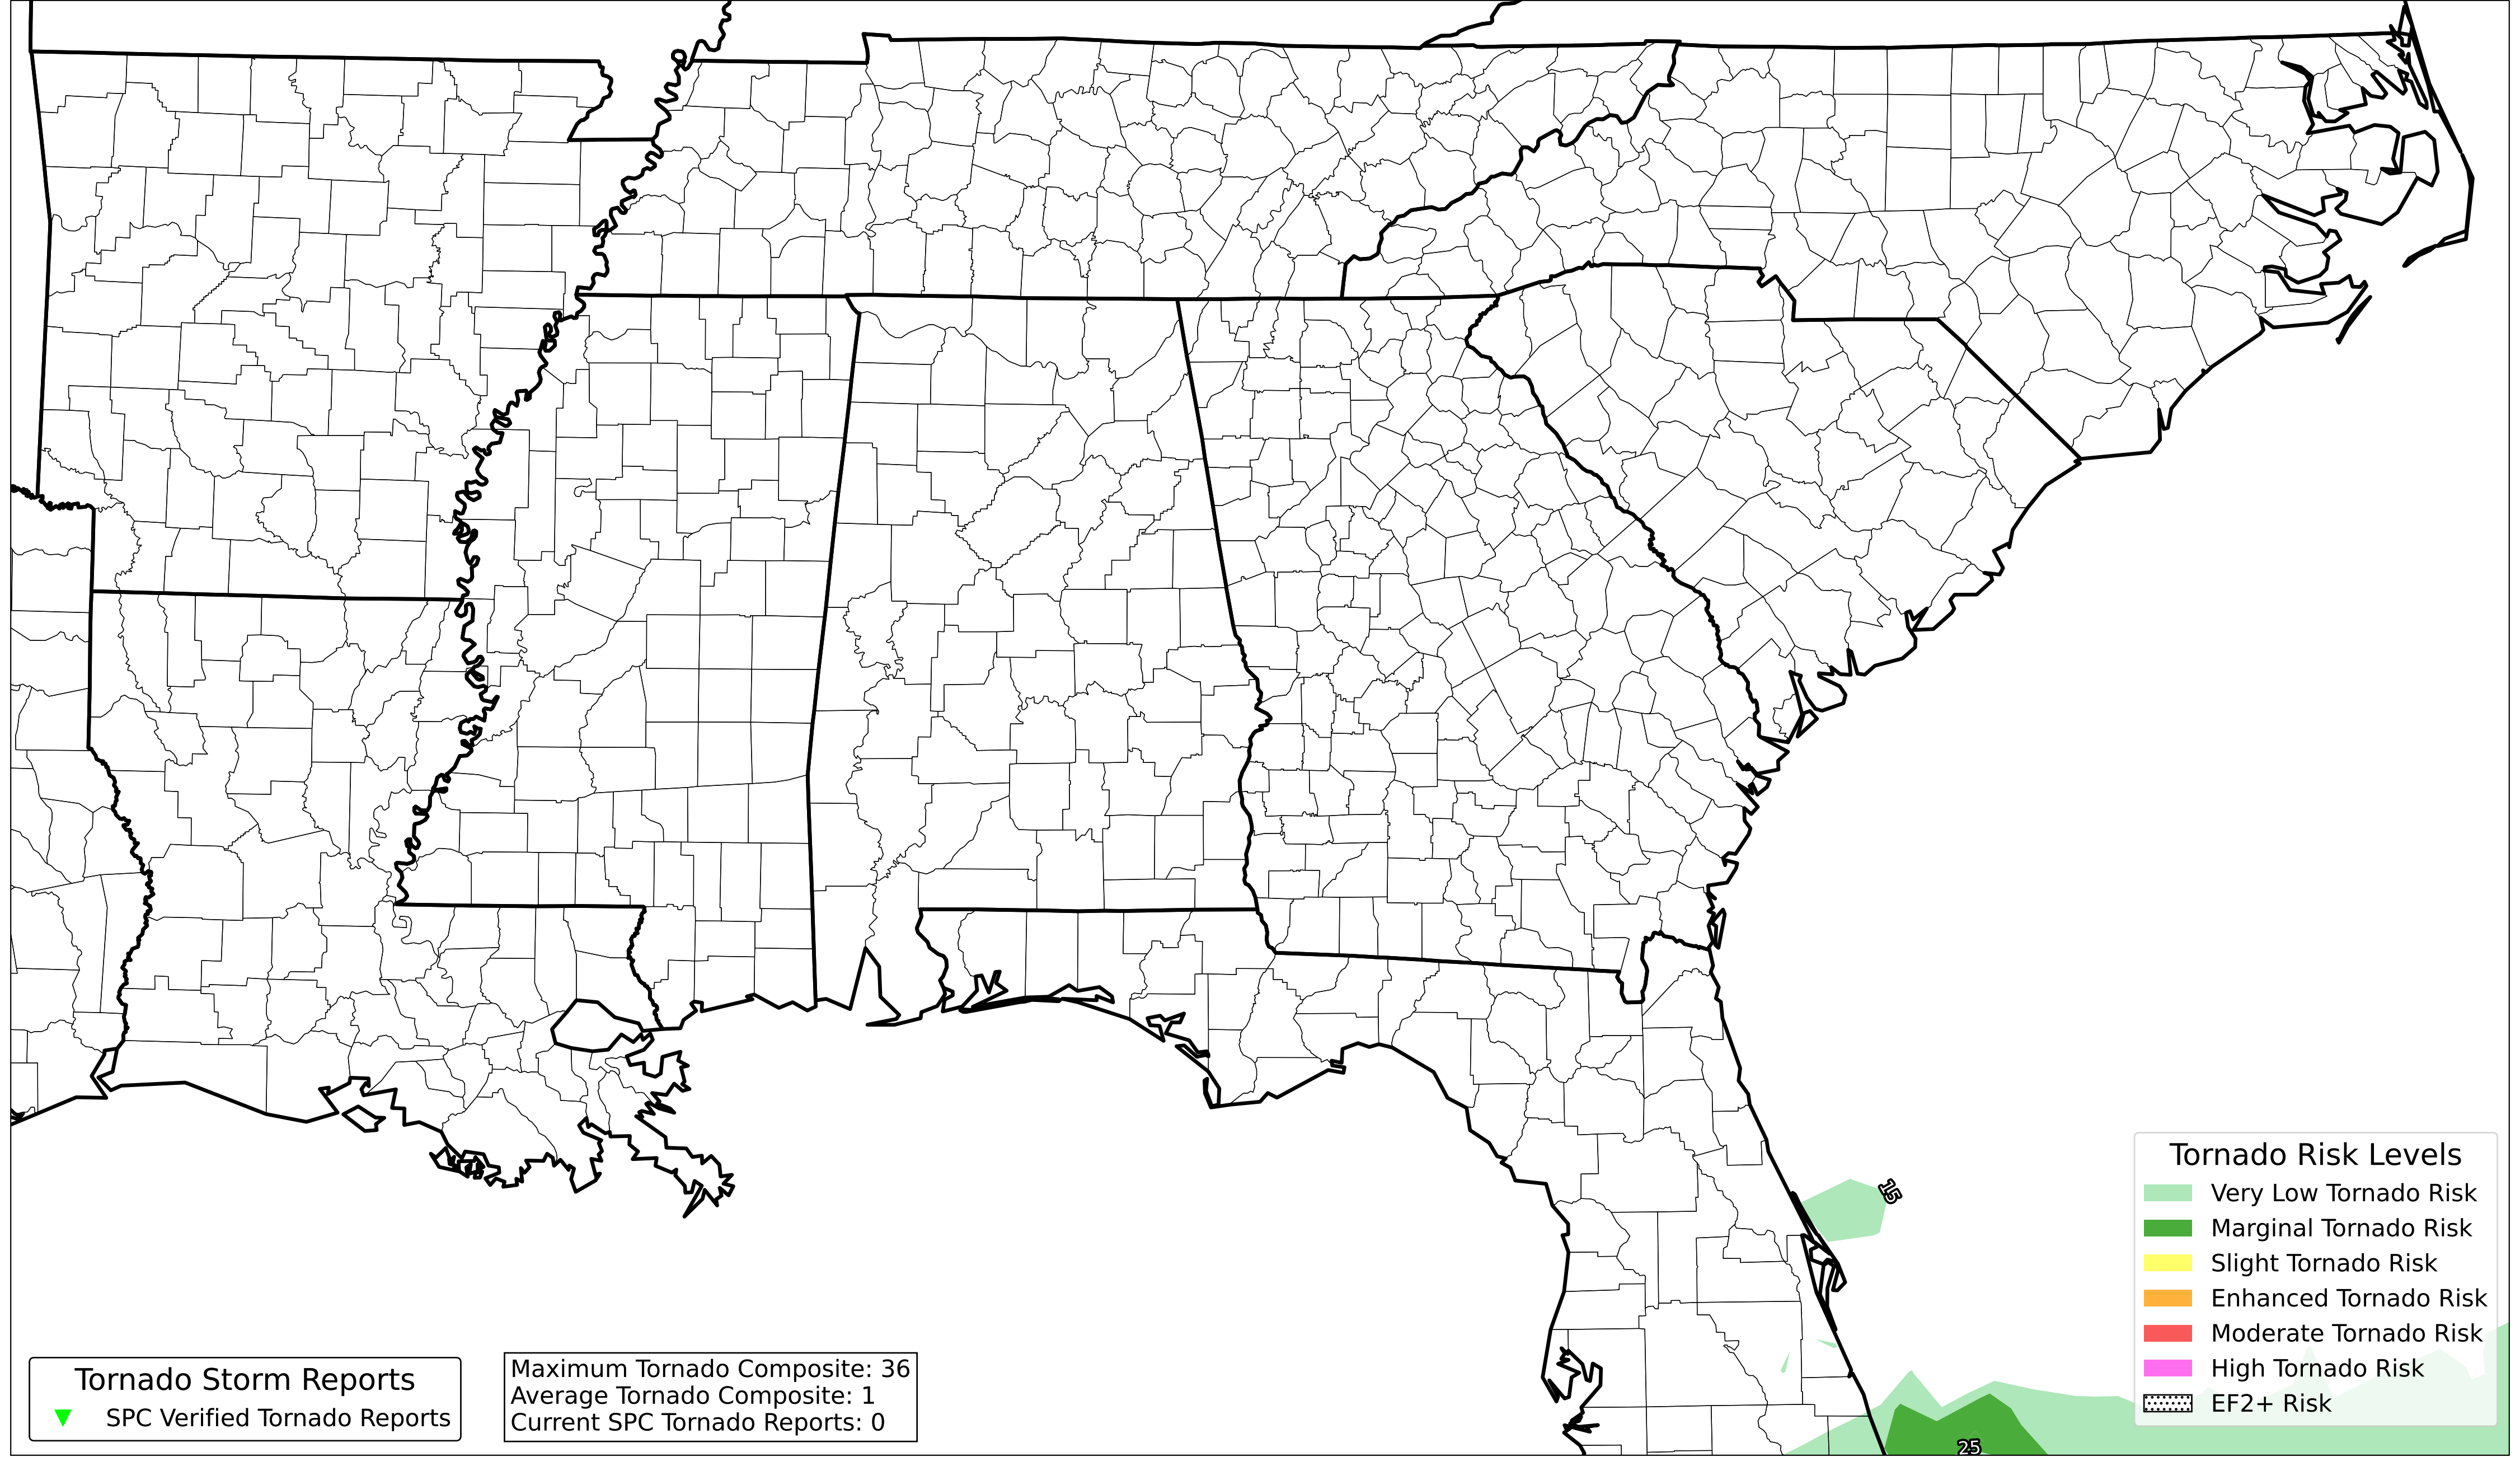 15
Tornado Risk Levels
Very Low Tornado Risk
Marginal Tornado Risk
Slight Tornado Risk
Enhanced Tornado Risk
Moderate Tornado Risk
High Tornado Risk
EF2+ Risk
Tornado Storm Reports
SPC Verified Tornado Reports
Maximum Tornado Composite: 36
Average Tornado Composite: 1
Current SPC Tornado Reports: 0
25